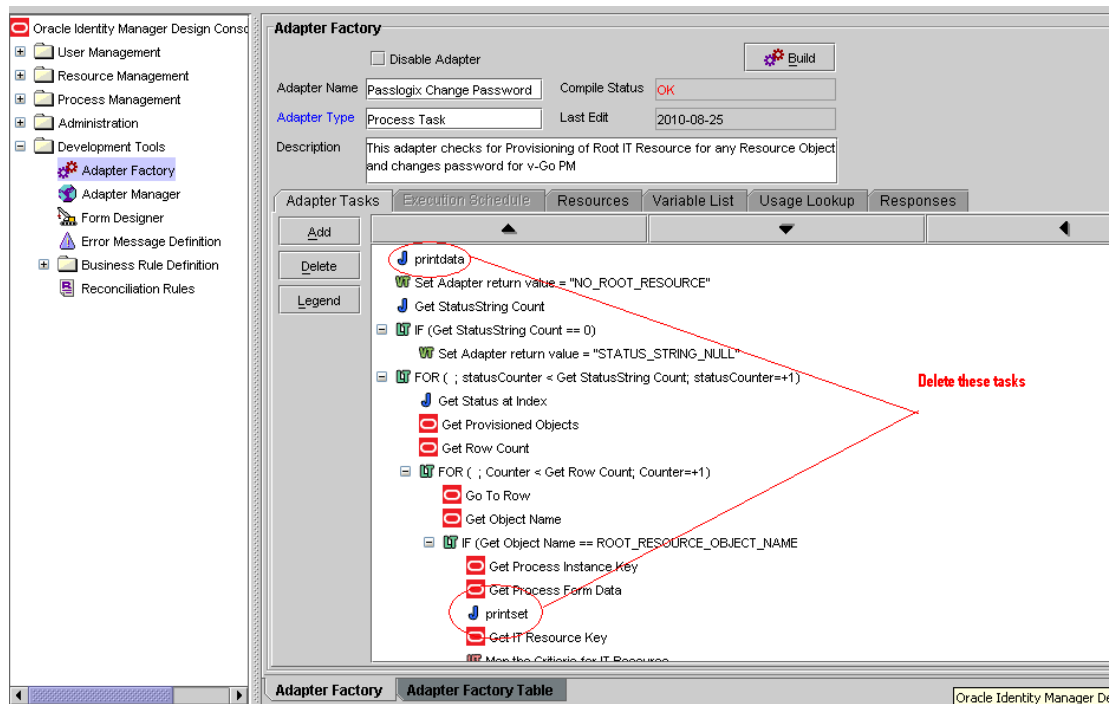 Oracle Identity Manager Design Conso
User Management
Resource Management
Process Management
Administration
Development Tools
Adapter Factory
Adapter Manager
Form Designer
Error Message Definition
Business Rule Definition
Reconciliation Rules
Adapter Factory
Disable Adapter
Build
Adapter Name Passlogix Change Password Compile Status OK
Adapter Type Process Task Last Edit 2010-08-25
Description This adapter checks for Provisioning of Root IT Resource for any Resource Object
and changes password for v-Go PM
Adapter Tasks Execution Schedule Resources Variable List Usage Lookup Responses
Add
Delete
Legend
printdata
Set Adapter return value = "NO_ROOT_RESOURCE"
Get StatusString Count
IF (Get StatusString Count == 0)
Set Adapter return value = "STATUS_STRING_NULL"
FOR ( ; statusCounter < Get StatusString Count; statusCounter=+1)
Get Status at Index
Get Provisioned Objects
Get Row Count
FOR ( ; Counter < Get Row Count; Counter=+1)
Go To Row
Get Object Name
IF (Get Object Name == ROOT_RESOURCE_OBJECT_NAME
Get Process Instance Key
Get Process Form Data
printset
Get IT Resource Key
Map the Criteria for IT Resource
Delete these tasks
Adapter Factory Adapter Factory Table
Oracle Identity Manager De